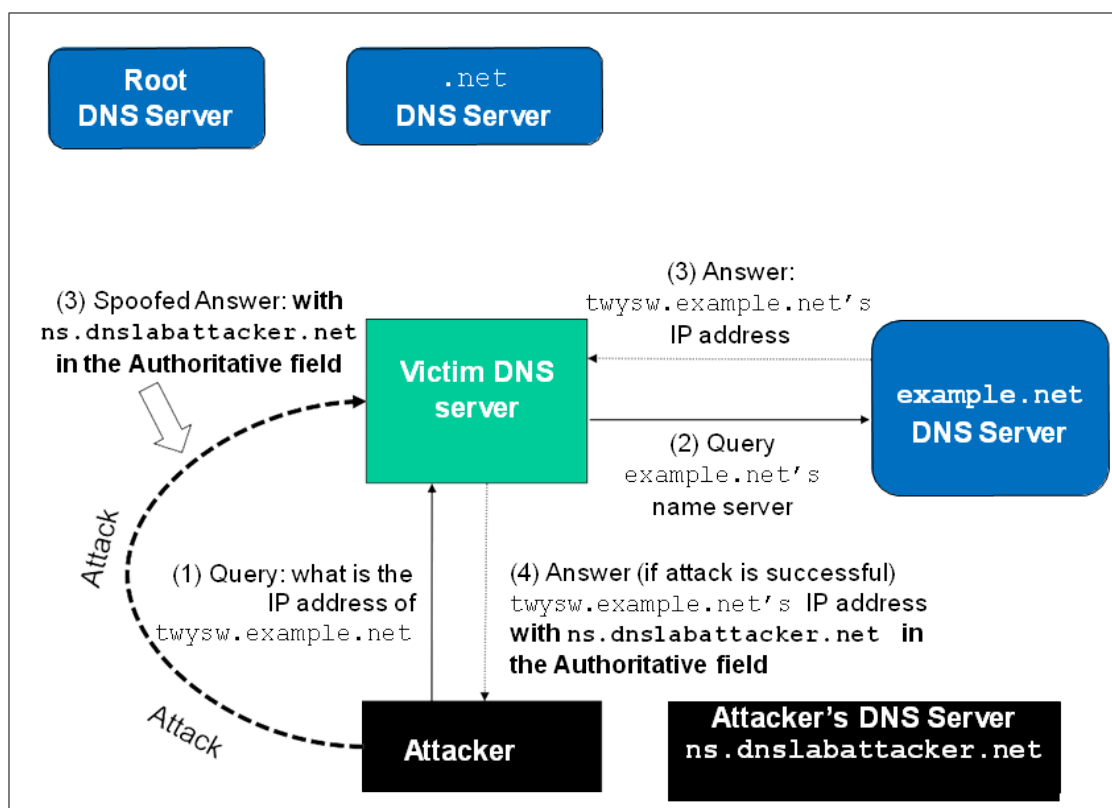 Root
DNS Server
.net
DNS Server
(3) Spoofed Answer: with
ns.dnslabattacker.net
in the Authoritative field
(3) Answer:
twysw.example.net's
IP address
Victim DNS
server
example.net
DNS Server
(2) Query
example.net's
name server
Attack
(1) Query: what is the
IP address of
twysw.example.net
(4) Answer (if attack is successful)
twysw.example.net's IP address
with ns.dnslabattacker.net in
the Authoritative field
Attack
Attacker
Attacker's DNS Server
ns.dnslabattacker.net